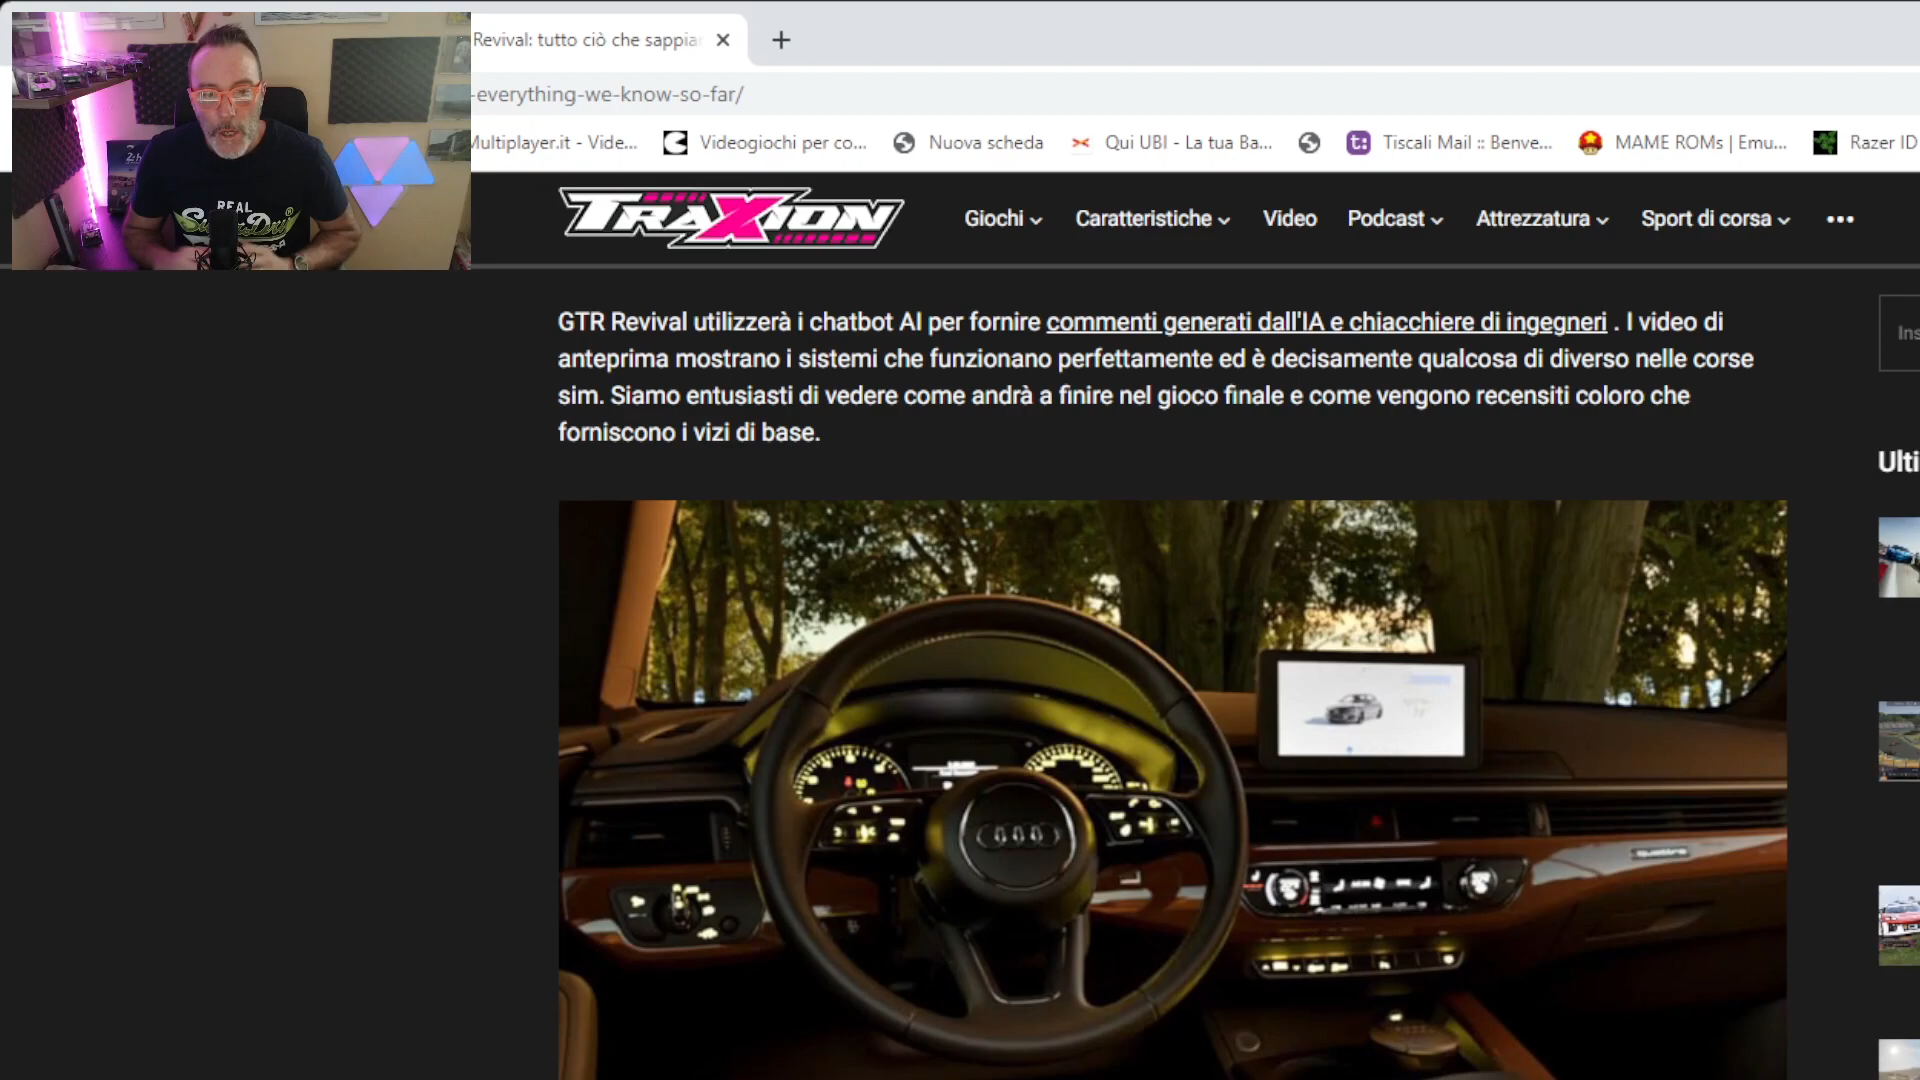 Revival: tutto ciò che sappia
-everything-we-know-so-far/
Multiplayer.it - Vide...
Videogiochi per co...
Nuova scheda
Qui UBI - La tua Ba...
t:
Tiscali Mail :: Benve...
MAME ROMs | Emu...
Razer ID
TRAXION
Giochi
Caratteristiche
Video
Podcast
Attrezzatura
Sport di corsa
REAL
GTR Revival utilizzerà i chatbot AI per fornire commenti generati dall'IA e chiacchiere di ingegneri . I video di
anteprima mostrano i sistemi che funzionano perfettamente ed è decisamente qualcosa di diverso nelle corse
sim. Siamo entusiasti di vedere come andrà a finire nel gioco finale e come vengono recensiti coloro che
forniscono i vizi di base.
Ins
Ulti
quattro